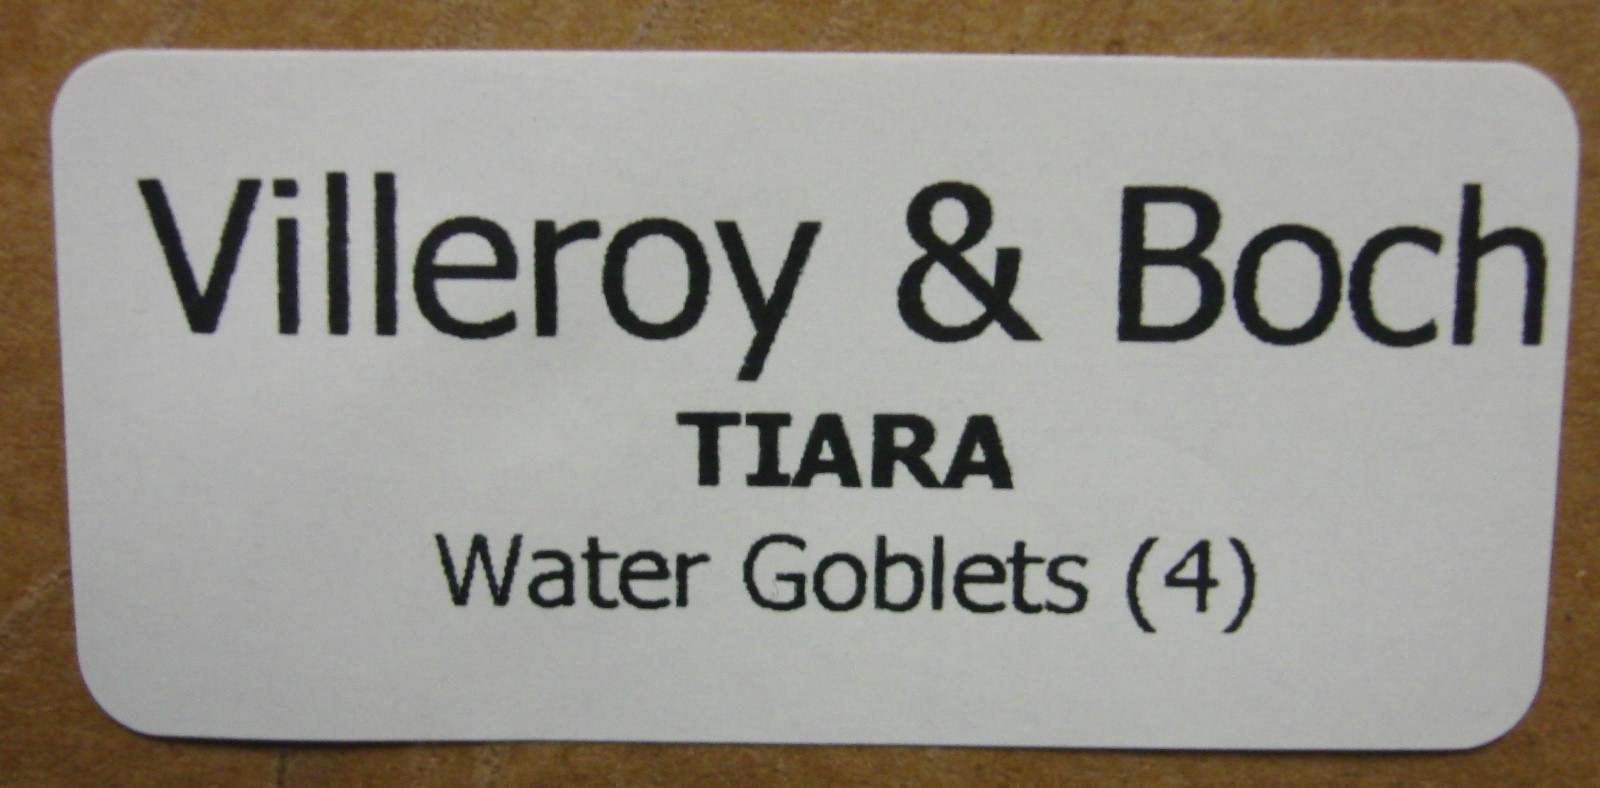 Villeroy & Boch
TIARA
Water Goblets (4)